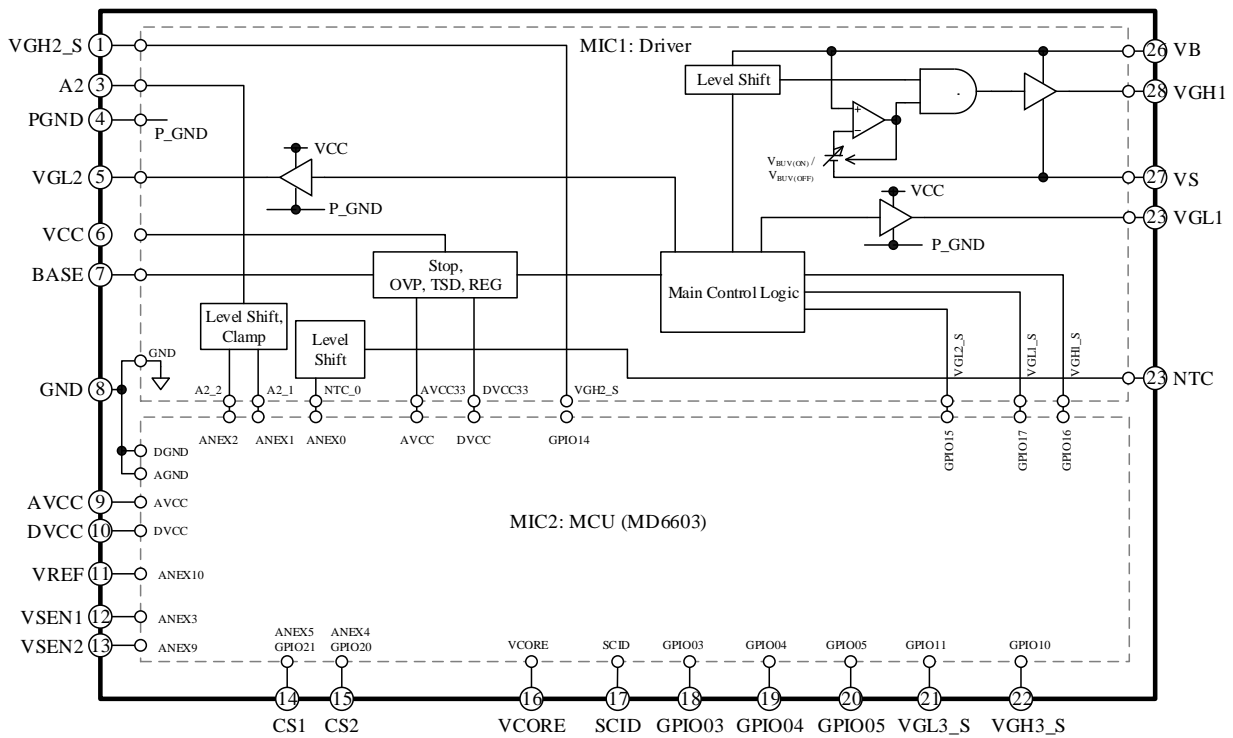 MIC1: Driver
1
VGH2_S
3
A2
4
PGND
P_GND
5
VGL2
VCC
P_GND
6
VCC
7
BASE
Stop,
OVP, TSD, REG
Level Shift,
Clamp
Level
Shift
Level Shift
+
−
VBUV(ON) /
VBUV(OFF)
26
VB
28
VGH1
27
VS
23
VGL1
VCC
P_GND
Main Control Logic
GND
8
GND
A2_2
A2_1
NTC_0
AVCC33
DVCC33
VGH2_S
VGL2_S
VGL1_S
VGH1_S
23
NTC
ANEX2
ANEX1
ANEX0
AVCC
DVCC
GPIO14
GPIO15
GPIO17
GPIO16
DGND
AGND
MIC2: MCU (MD6603)
AVCC
9
AVCC
DVCC
10
DVCC
VREF
11
ANEX10
VSEN1
12
ANEX3
VSEN2
13
ANEX9
ANEX5
GPIO21
ANEX4
GPIO20
VCORE
SCID
GPIO03
GPIO04
GPIO05
GPIO11
GPIO10
14
15
16
17
18
19
20
21
22
CS1
CS2
VCORE
SCID
GPIO03
GPIO04
GPIO05
VGL3_S
VGH3_S